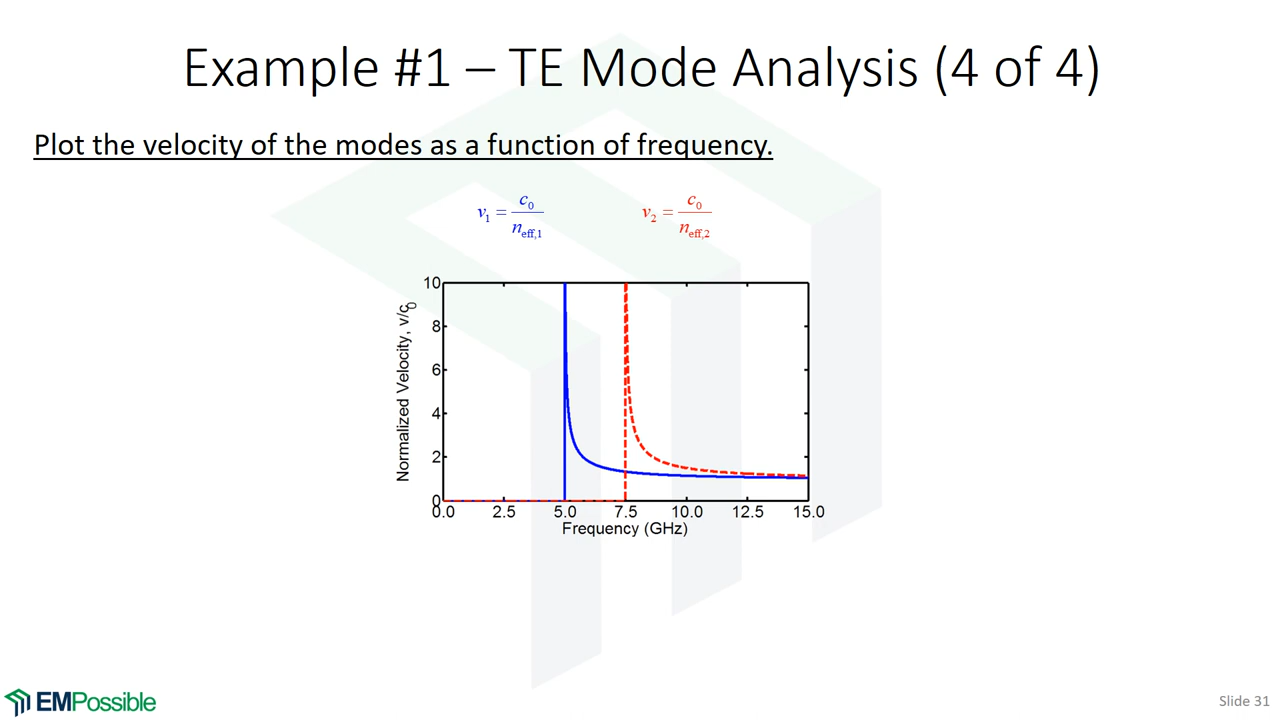 Example #1 – TE Mode Analysis (4 of 4)
Plot the velocity of the modes as a function of frequency.
v₁ = c₀ / n_eff,1
v₂ = c₀ / n_eff,2
Normalized Velocity, v/c₀
10
8
6
4
2
0
0.0 2.5 5.0 7.5 10.0 12.5 15.0
Frequency (GHz)
EMPossible
Slide 31